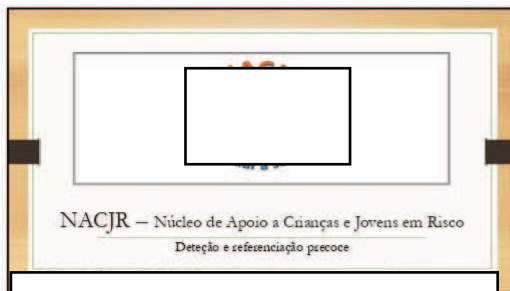 NACJR – Núcleo de Apoio a Crianças e Jovens em Risco
Deteção e referenciação precoce